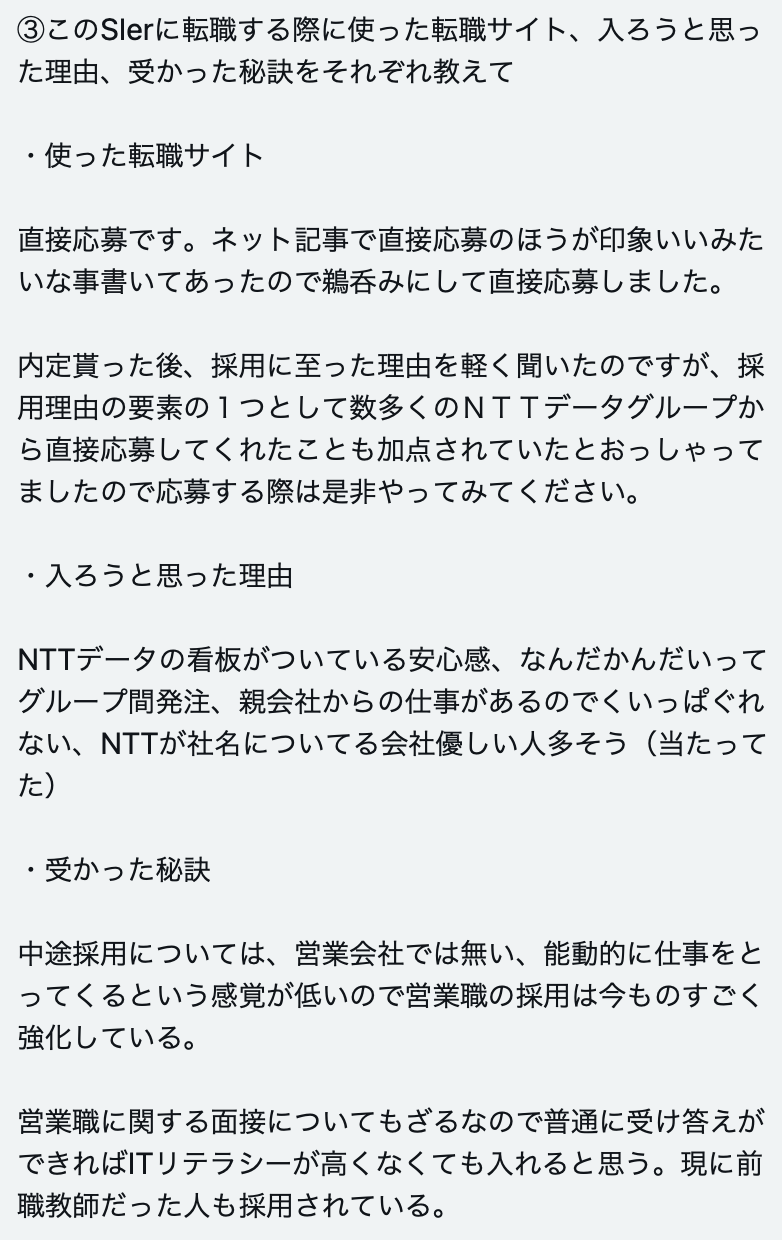 ③このSIerに転職する際に使った転職サイト、入ろうと思っ
た理由、受かった秘訣をそれぞれ教えて
・使った転職サイト
直接応募です。ネット記事で直接応募のほうが印象いいみた
いな事書いてあったので鵜呑みにして直接応募しました。
内定貰った後、採用に至った理由を軽く聞いたのですが、採
用理由の要素の１つとして数多くのＮＴＴデータグループか
ら直接応募してくれたことも加点されていたとおっしゃって
ましたので応募する際は是非やってみてください。
・入ろうと思った理由
NTTデータの看板がついている安心感、なんだかんだいって
グループ間発注、親会社からの仕事があるのでくいっぱぐれ
ない、NTTが社名についてる会社優しい人多そう（当たって
た）
・受かった秘訣
中途採用については、営業会社では無い、能動的に仕事をと
ってくるという感覚が低いので営業職の採用は今ものすごく
強化している。
営業職に関する面接についてもざるなので普通に受け答えが
できればITリテラシーが高くなくても入れると思う。現に前
職教師だった人も採用されている。